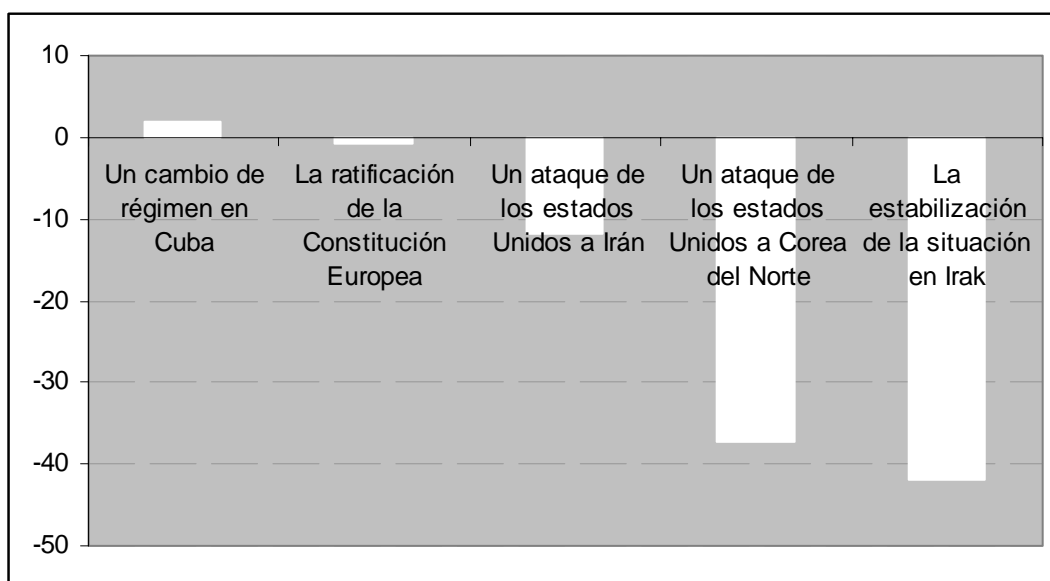 10
0
-10
-20
-30
-40
-50
Un cambio de
régimen en
Cuba
La ratificación
de la
Constitución
Europea
Un ataque de
los estados
Unidos a Irán
Un ataque de
los estados
Unidos a Corea
del Norte
La
estabilización
de la situación
en Irak